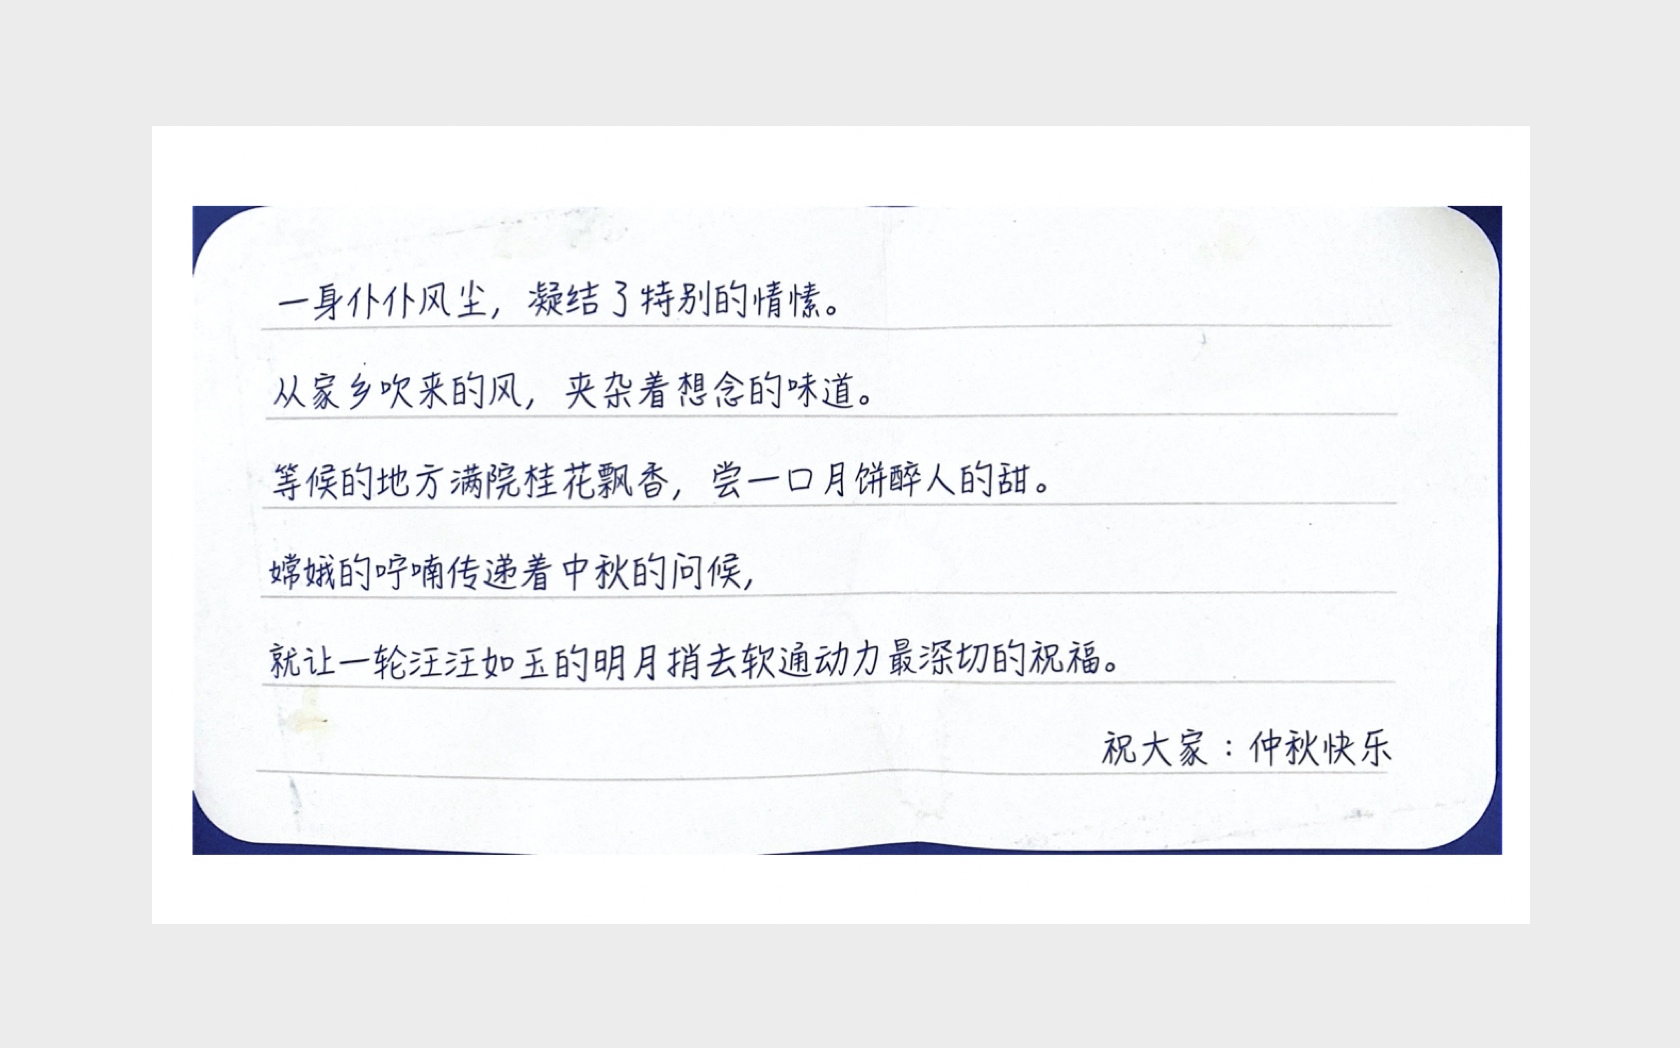 一身仆仆风尘，凝结了特别的情愫。
从家乡吹来的风，夹杂着想念的味道。
等候的地方满院桂花飘香，尝一口月饼醉人的甜。
嫦娥的咛喃传递着中秋的问候，
就让一轮汪汪如玉的明月捎去软通动力最深切的祝福。
祝大家：仲秋快乐